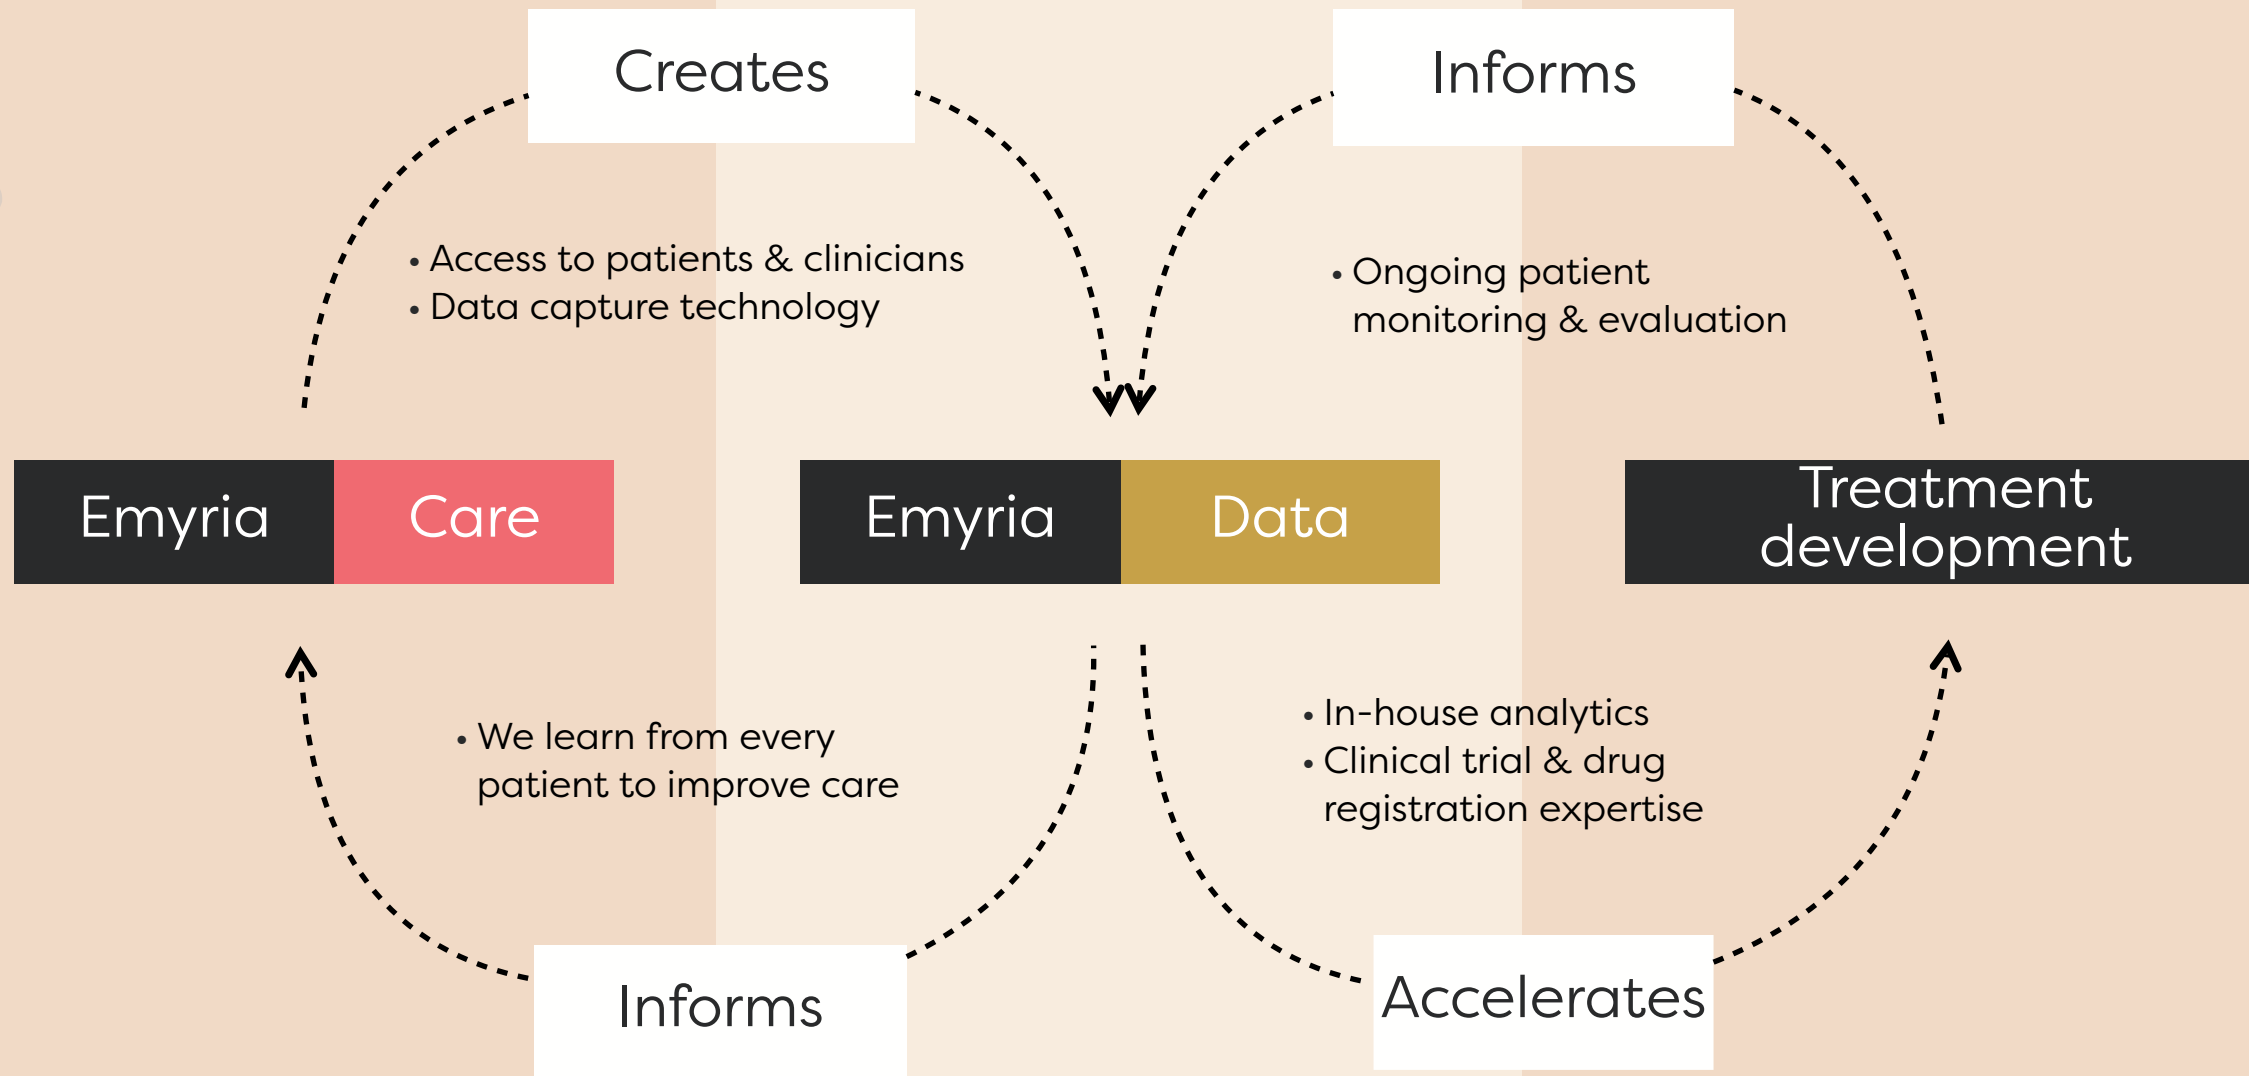 Creates
Informs
• Access to patients & clinicians
• Data capture technology
• Ongoing patient
monitoring & evaluation
Emyria Care
Emyria Data
Treatment
development
• We learn from every
patient to improve care
• In-house analytics
• Clinical trial & drug
registration expertise
Informs
Accelerates